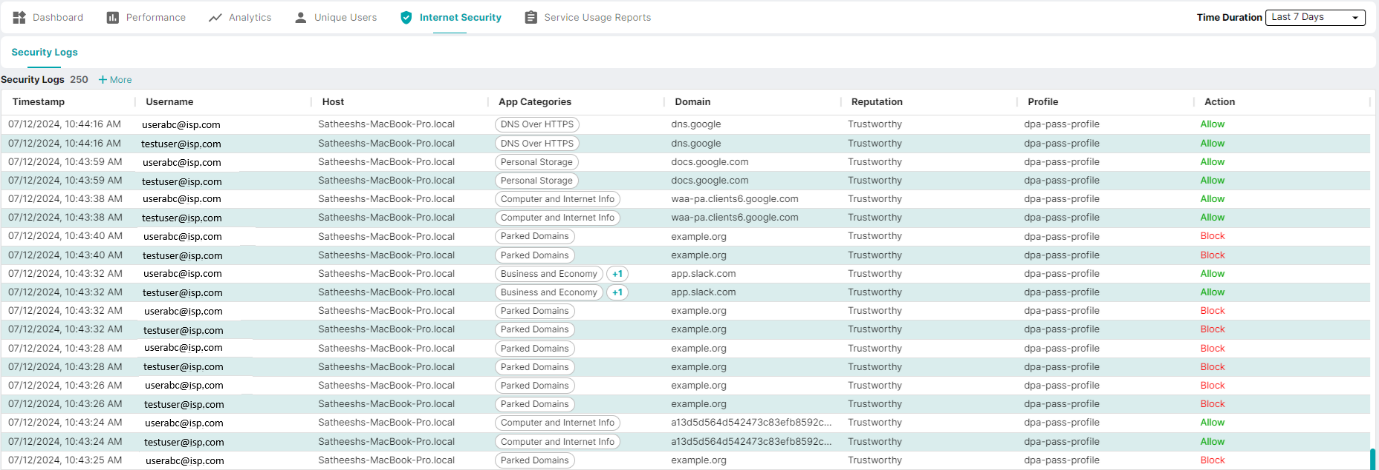 Dashboard Performance Analytics Unique Users Internet Security Service Usage Reports Time Duration Last 7 Days
Security Logs
Security Logs 250 + More
Timestamp Username Host App Categories Domain Reputation Profile Action
07/12/2024, 10:44:16 AM userabc@isp.com Satheeshs-MacBook-Pro.local DNS Over HTTPS dns.google Trustworthy dpa-pass-profile Allow
07/12/2024, 10:44:16 AM testuser@isp.com Satheeshs-MacBook-Pro.local DNS Over HTTPS dns.google Trustworthy dpa-pass-profile Allow
07/12/2024, 10:43:59 AM userabc@isp.com Satheeshs-MacBook-Pro.local Personal Storage docs.google.com Trustworthy dpa-pass-profile Allow
07/12/2024, 10:43:59 AM testuser@isp.com Satheeshs-MacBook-Pro.local Personal Storage docs.google.com Trustworthy dpa-pass-profile Allow
07/12/2024, 10:43:38 AM userabc@isp.com Satheeshs-MacBook-Pro.local Computer and Internet Info waa-pa.clients6.google.com Trustworthy dpa-pass-profile Allow
07/12/2024, 10:43:38 AM testuser@isp.com Satheeshs-MacBook-Pro.local Computer and Internet Info waa-pa.clients6.google.com Trustworthy dpa-pass-profile Allow
07/12/2024, 10:43:40 AM userabc@isp.com Satheeshs-MacBook-Pro.local Parked Domains example.org Trustworthy dpa-pass-profile Block
07/12/2024, 10:43:40 AM testuser@isp.com Satheeshs-MacBook-Pro.local Parked Domains example.org Trustworthy dpa-pass-profile Block
07/12/2024, 10:43:32 AM userabc@isp.com Satheeshs-MacBook-Pro.local Business and Economy +1 app.slack.com Trustworthy dpa-pass-profile Allow
07/12/2024, 10:43:32 AM testuser@isp.com Satheeshs-MacBook-Pro.local Business and Economy +1 app.slack.com Trustworthy dpa-pass-profile Allow
07/12/2024, 10:43:32 AM userabc@isp.com Satheeshs-MacBook-Pro.local Parked Domains example.org Trustworthy dpa-pass-profile Block
07/12/2024, 10:43:32 AM testuser@isp.com Satheeshs-MacBook-Pro.local Parked Domains example.org Trustworthy dpa-pass-profile Block
07/12/2024, 10:43:28 AM userabc@isp.com Satheeshs-MacBook-Pro.local Parked Domains example.org Trustworthy dpa-pass-profile Block
07/12/2024, 10:43:28 AM testuser@isp.com Satheeshs-MacBook-Pro.local Parked Domains example.org Trustworthy dpa-pass-profile Block
07/12/2024, 10:43:26 AM userabc@isp.com Satheeshs-MacBook-Pro.local Parked Domains example.org Trustworthy dpa-pass-profile Block
07/12/2024, 10:43:26 AM testuser@isp.com Satheeshs-MacBook-Pro.local Parked Domains example.org Trustworthy dpa-pass-profile Block
07/12/2024, 10:43:24 AM userabc@isp.com Satheeshs-MacBook-Pro.local Computer and Internet Info a13d5d564d542473c83efb8592c... Trustworthy dpa-pass-profile Allow
07/12/2024, 10:43:24 AM testuser@isp.com Satheeshs-MacBook-Pro.local Computer and Internet Info a13d5d564d542473c83efb8592c... Trustworthy dpa-pass-profile Allow
07/12/2024, 10:43:25 AM userabc@isp.com Satheeshs-MacBook-Pro.local Parked Domains example.org Trustworthy dpa-pass-profile Block